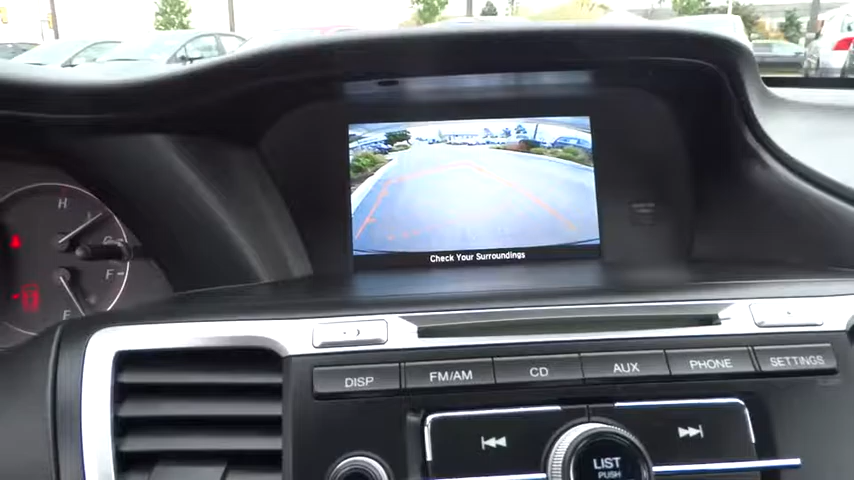 H
F
Check Your Surroundings
DISP FM/AM CD AUX PHONE SETTINGS
LIST
PUSH